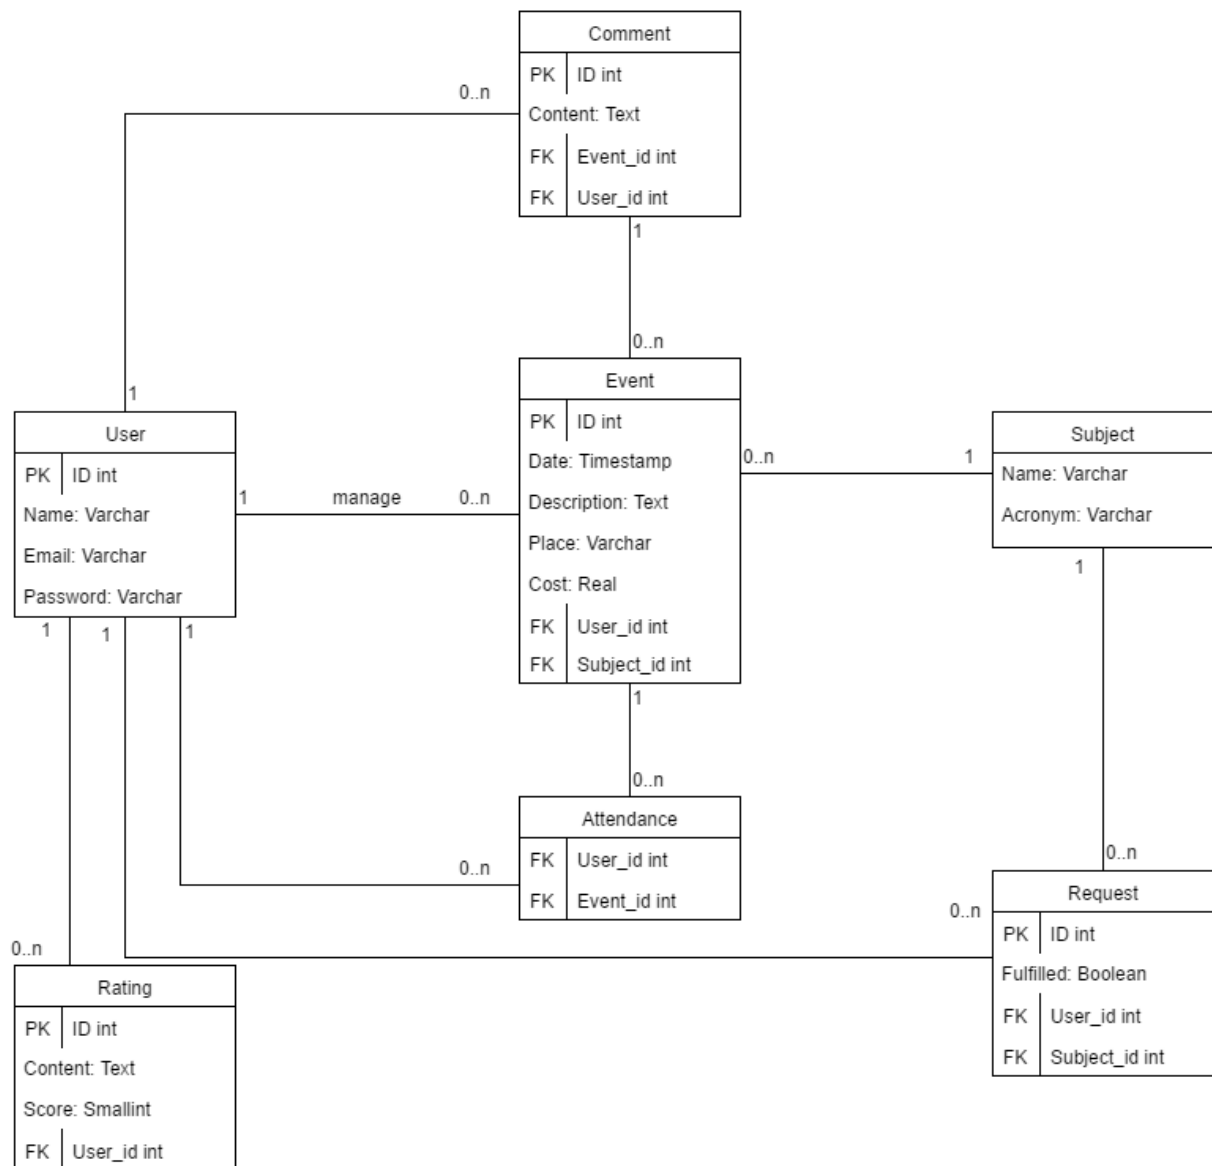 Comment
PK ID int
Content: Text
FK Event_id int
FK User_id int
0..n
1
1
0..n
User
PK ID int
Name: Varchar
Email: Varchar
Password: Varchar
1 manage 0..n
Event
PK ID int
Date: Timestamp
Description: Text
Place: Varchar
Cost: Real
FK User_id int
FK Subject_id int
0..n 1
Subject
Name: Varchar
Acronym: Varchar
1
1
1
1
1
0..n
0..n
Attendance
FK User_id int
FK Event_id int
0..n
0..n
Request
PK ID int
Fulfilled: Boolean
FK User_id int
FK Subject_id int
0..n
Rating
PK ID int
Content: Text
Score: Smallint
FK User_id int